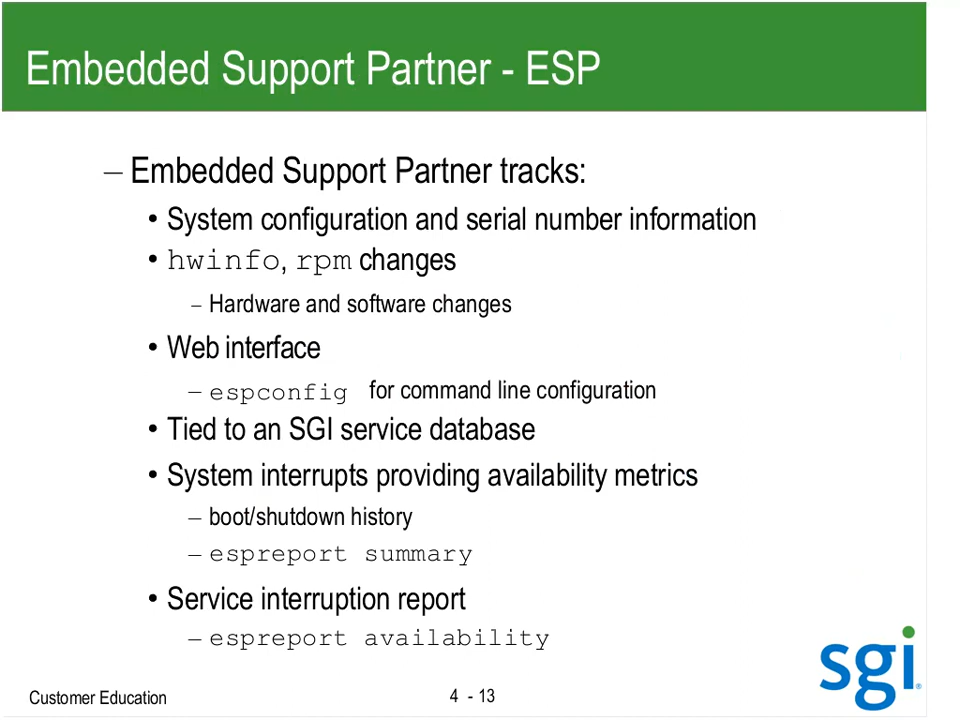 Embedded Support Partner - ESP
– Embedded Support Partner tracks:
• System configuration and serial number information
• hwinfo, rpm changes
– Hardware and software changes
• Web interface
– espconfig for command line configuration
• Tied to an SGI service database
• System interrupts providing availability metrics
– boot/shutdown history
– espreport summary
• Service interruption report
– espreport availability
sgi®
Customer Education
4 - 13